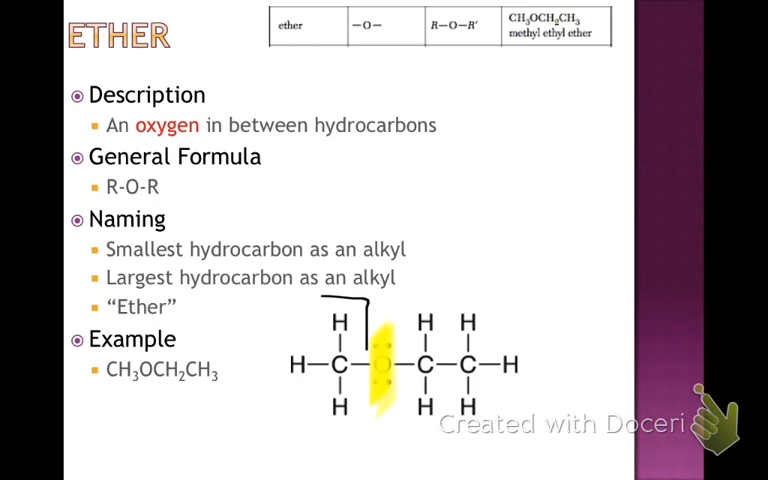 ETHER
ether —O— R—O—R' CH₃OCH₂CH₃
methyl ethyl ether
Description
An oxygen in between hydrocarbons
General Formula
R-O-R
Naming
Smallest hydrocarbon as an alkyl
Largest hydrocarbon as an alkyl
"Ether"
Example
CH₃OCH₂CH₃
H H H
H—C—O—C—C—H
H H H
Created with Doceri